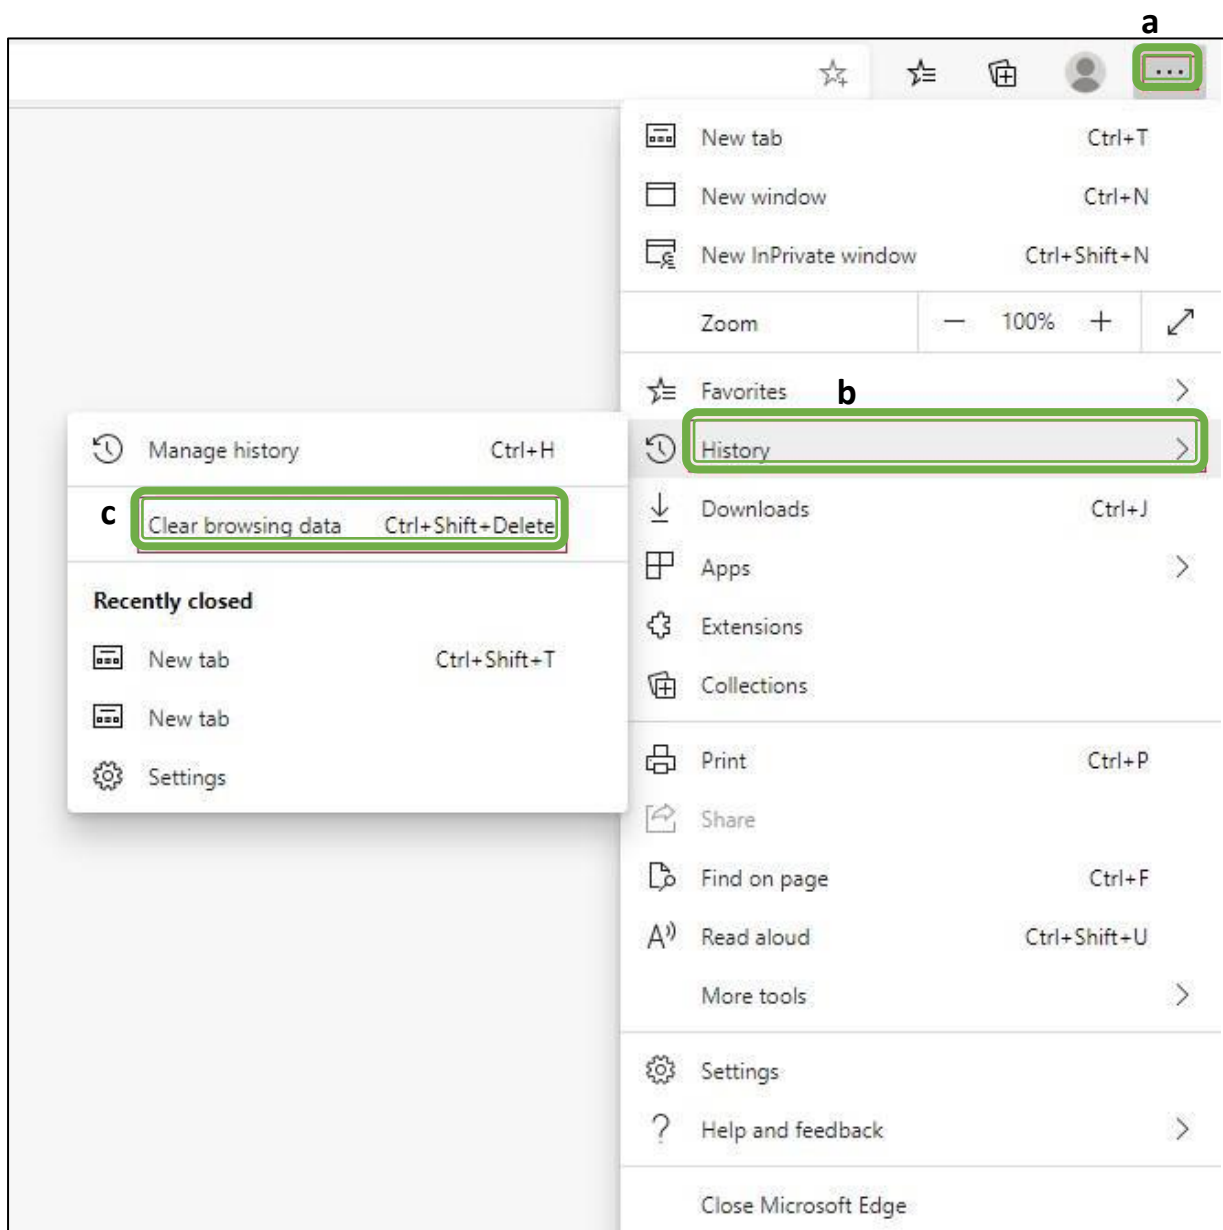 a
...
New tab Ctrl+T
New window Ctrl+N
New InPrivate window Ctrl+Shift+N
Zoom — 100% +
Favorites
b
History
Downloads Ctrl+J
Apps
Extensions
Collections
Print Ctrl+P
Share
Find on page Ctrl+F
Read aloud Ctrl+Shift+U
More tools
Settings
Help and feedback
Close Microsoft Edge
Manage history Ctrl+H
c
Clear browsing data Ctrl+Shift+Delete
Recently closed
New tab Ctrl+Shift+T
New tab
Settings